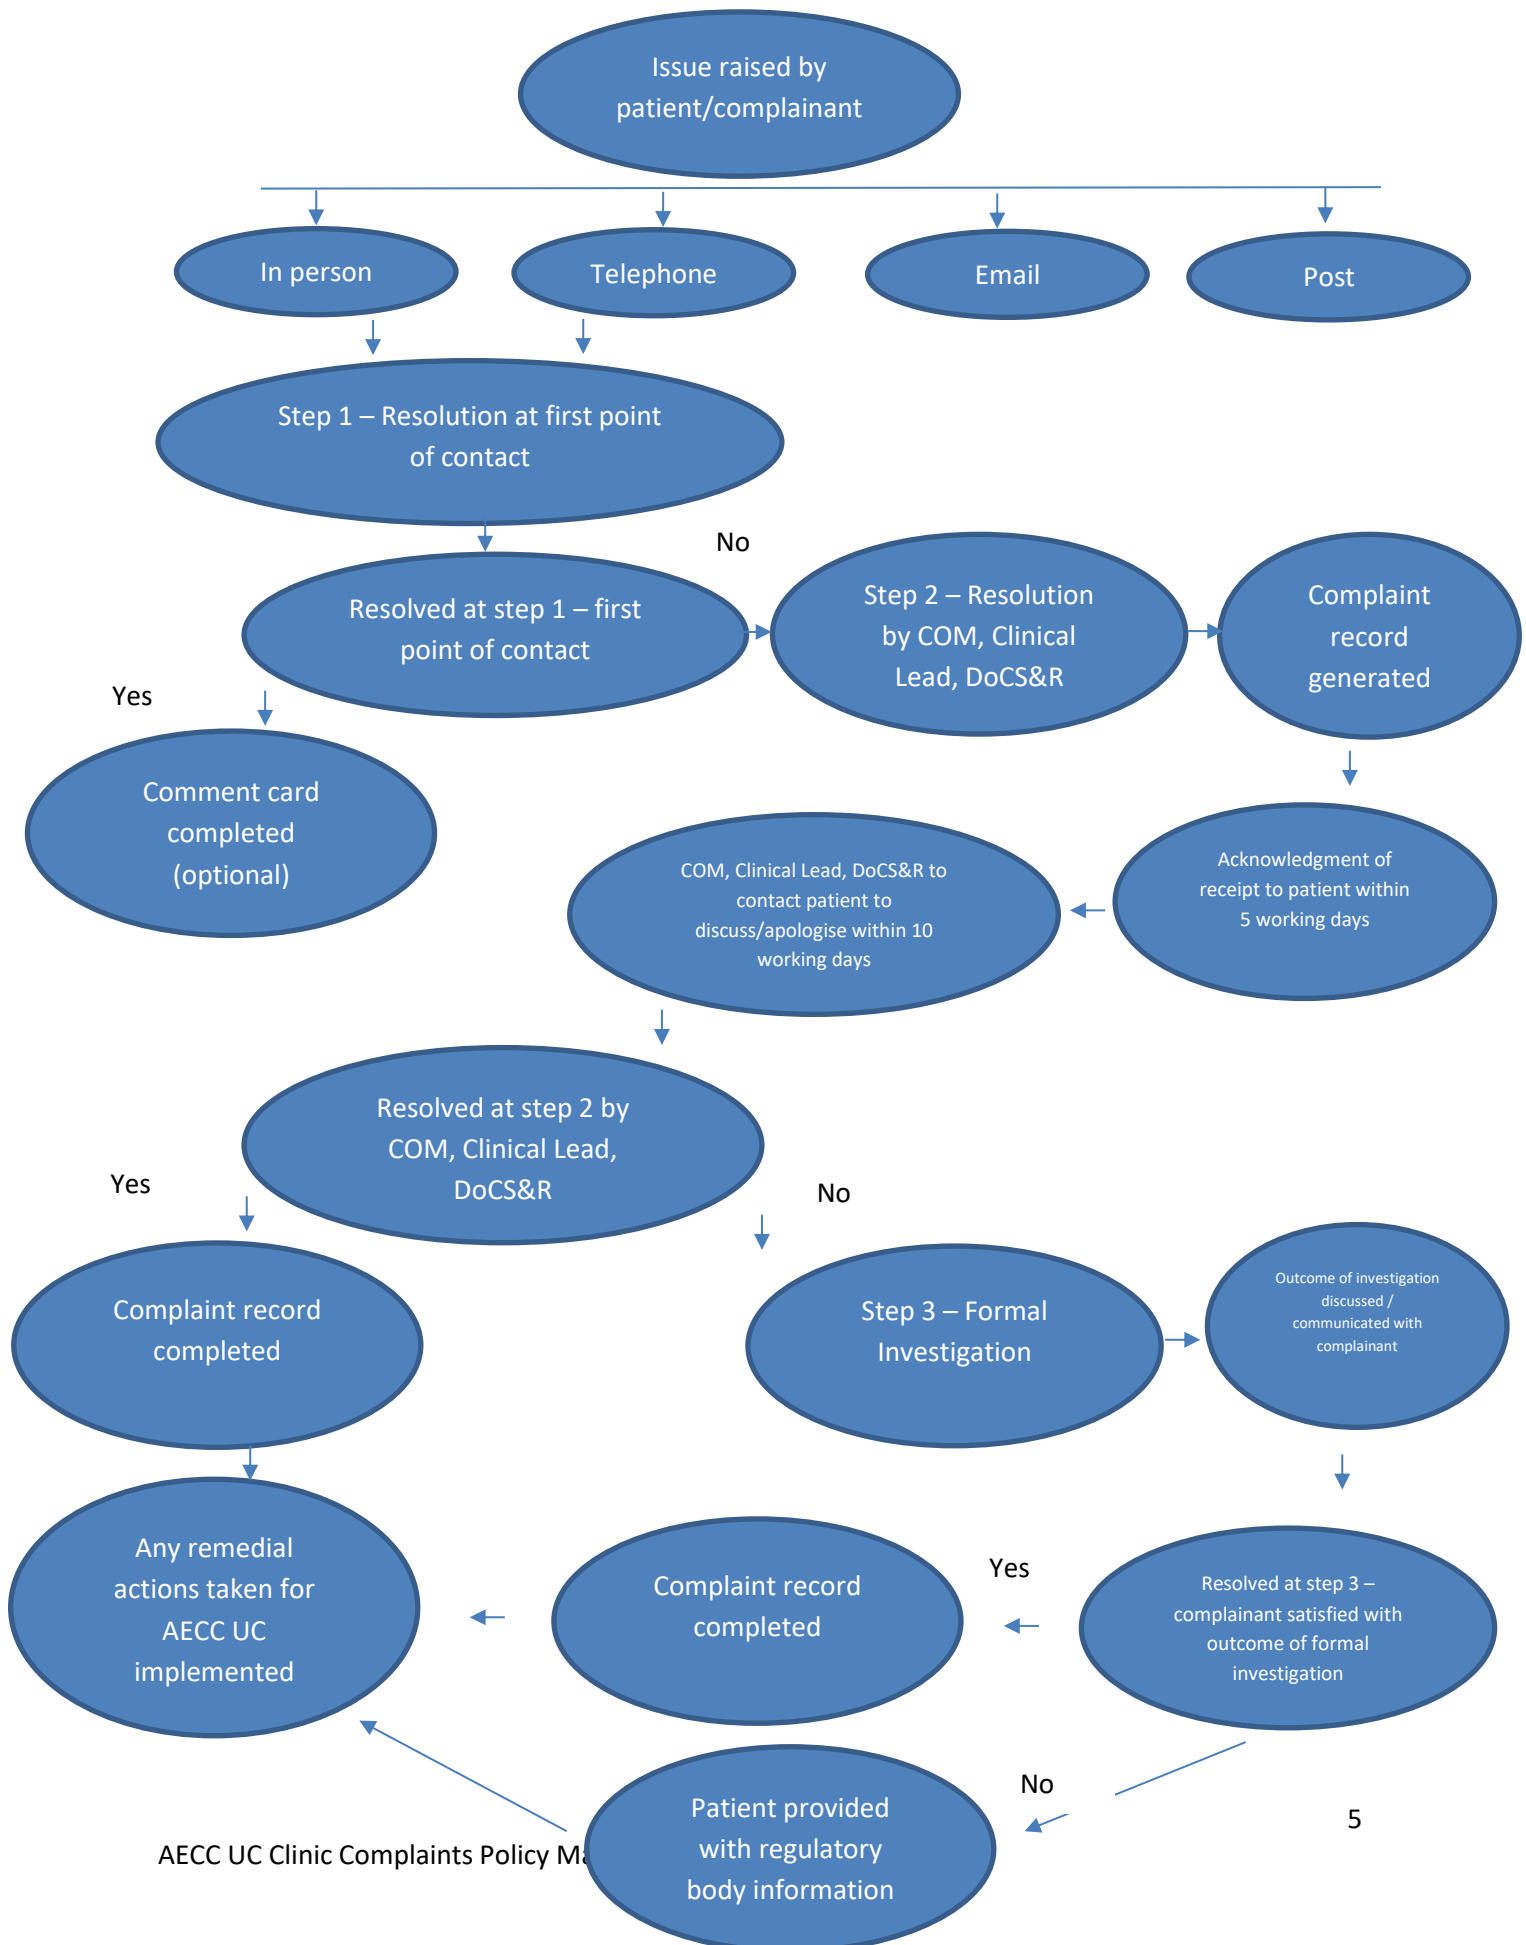 Issue raised by
patient/complainant
In person
Telephone
Email
Post
Step 1 – Resolution at first point
of contact
No
Resolved at step 1 – first
point of contact
Step 2 – Resolution
by COM, Clinical
Lead, DoCS&R
Complaint
record
generated
Yes
Comment card
completed
(optional)
COM, Clinical Lead, DoCS&R to
contact patient to
discuss/apologise within 10
working days
Acknowledgment of
receipt to patient within
5 working days
Resolved at step 2 by
COM, Clinical Lead,
DoCS&R
Yes
No
Complaint record
completed
Step 3 – Formal
Investigation
Outcome of investigation
discussed /
communicated with
complainant
Any remedial
actions taken for
AECC UC
implemented
Complaint record
completed
Yes
Resolved at step 3 –
complainant satisfied with
outcome of formal
investigation
No
Patient provided
with regulatory
body information
5
AECC UC Clinic Complaints Policy